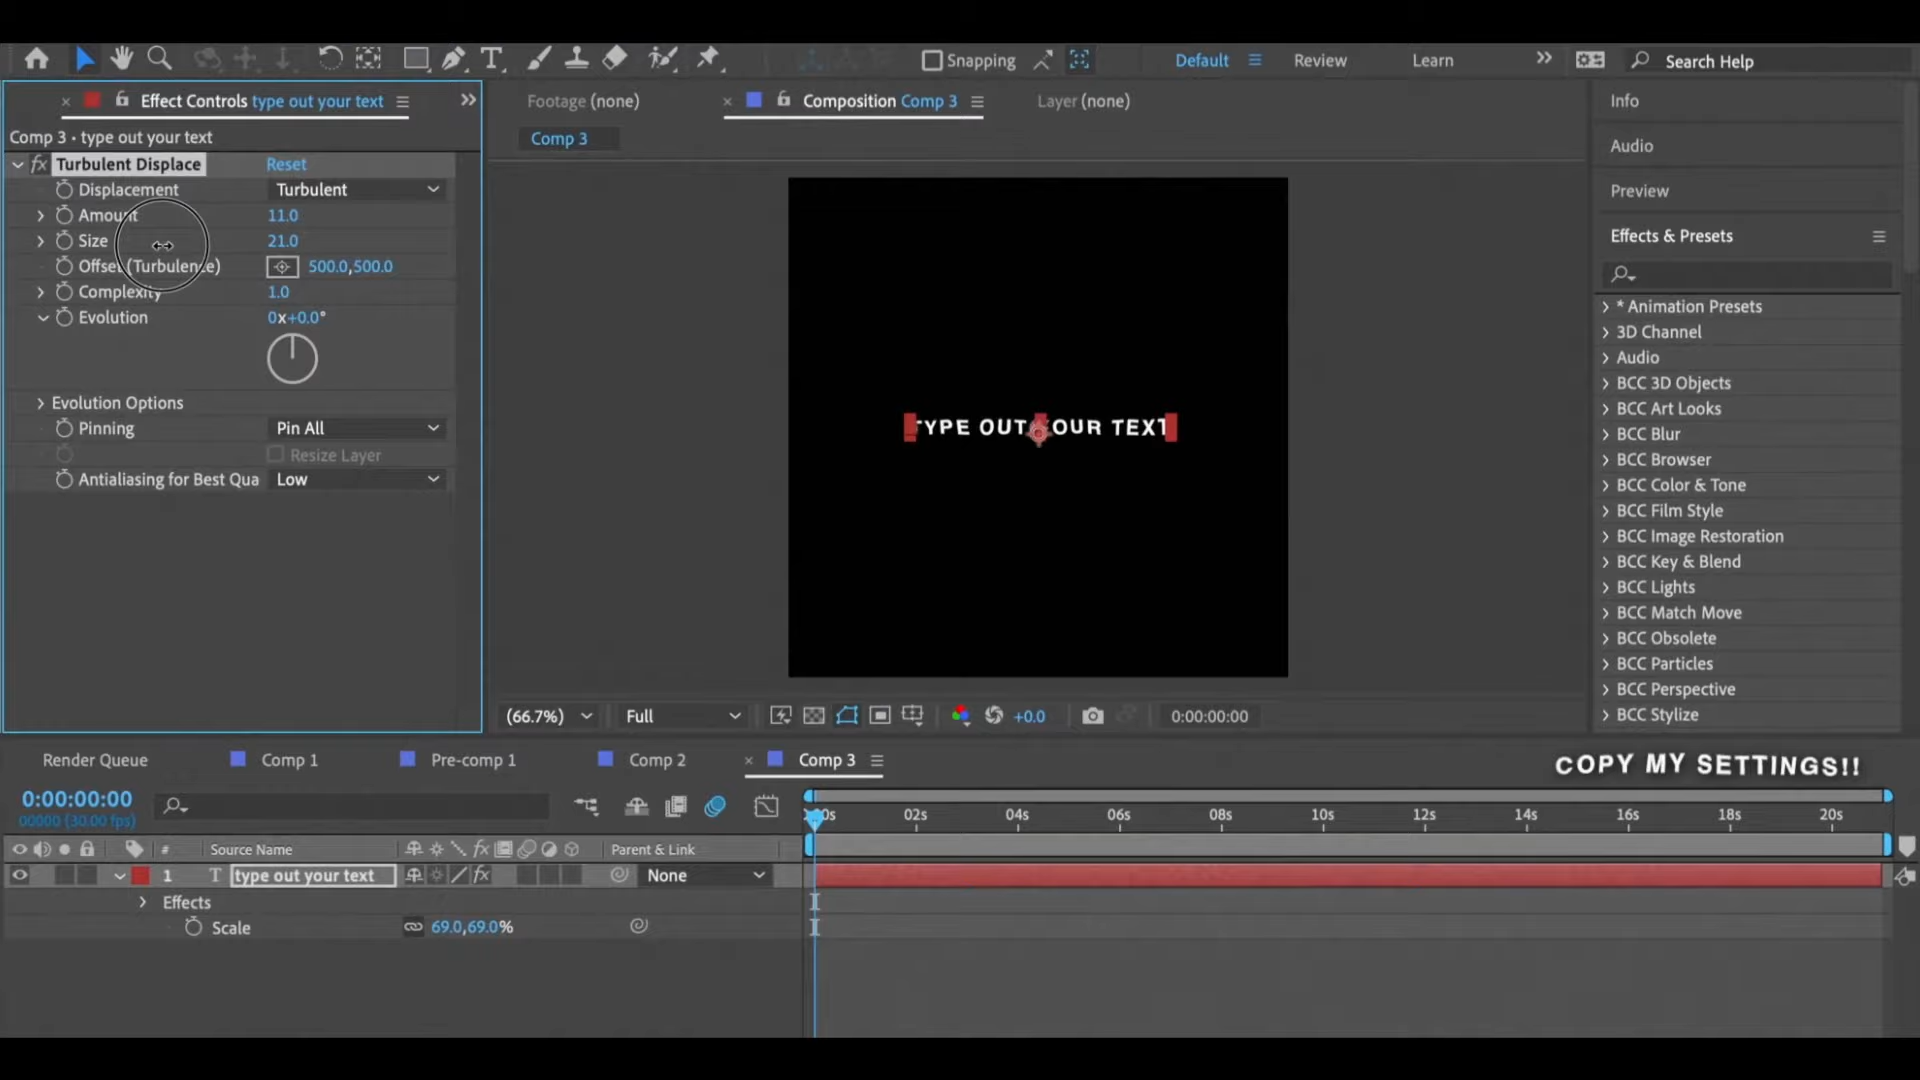 Snapping
Default
Review
Learn
Search Help
Effect Controls type out your text
Footage (none)
Composition Comp 3
Layer (none)
Info
Comp 3 • type out your text
Comp 3
Audio
fx Turbulent Displace Reset
Displacement Turbulent
Preview
Amount 11.0
Size 21.0
Effects & Presets
Offset (Turbulence) 500.0,500.0
Complexity 1.0
Evolution 0x+0.0°
Evolution Options
Pinning Pin All
Resize Layer
Antialiasing for Best Qua Low
TYPE OUT YOUR TEXT
* Animation Presets
3D Channel
Audio
BCC 3D Objects
BCC Art Looks
BCC Blur
BCC Browser
BCC Color & Tone
BCC Film Style
BCC Image Restoration
BCC Key & Blend
BCC Lights
BCC Match Move
BCC Obsolete
BCC Particles
BCC Perspective
BCC Stylize
(66.7%) Full +0.0 0:00:00:00
Render Queue Comp 1 Pre-comp 1 Comp 2 Comp 3
COPY MY SETTINGS!!
0:00:00:00
00000 (30.00 fps)
0s 02s 04s 06s 08s 10s 12s 14s 16s 18s 20s
# Source Name fx Parent & Link
1 T type out your text fx None
Effects
Scale 69.0,69.0%